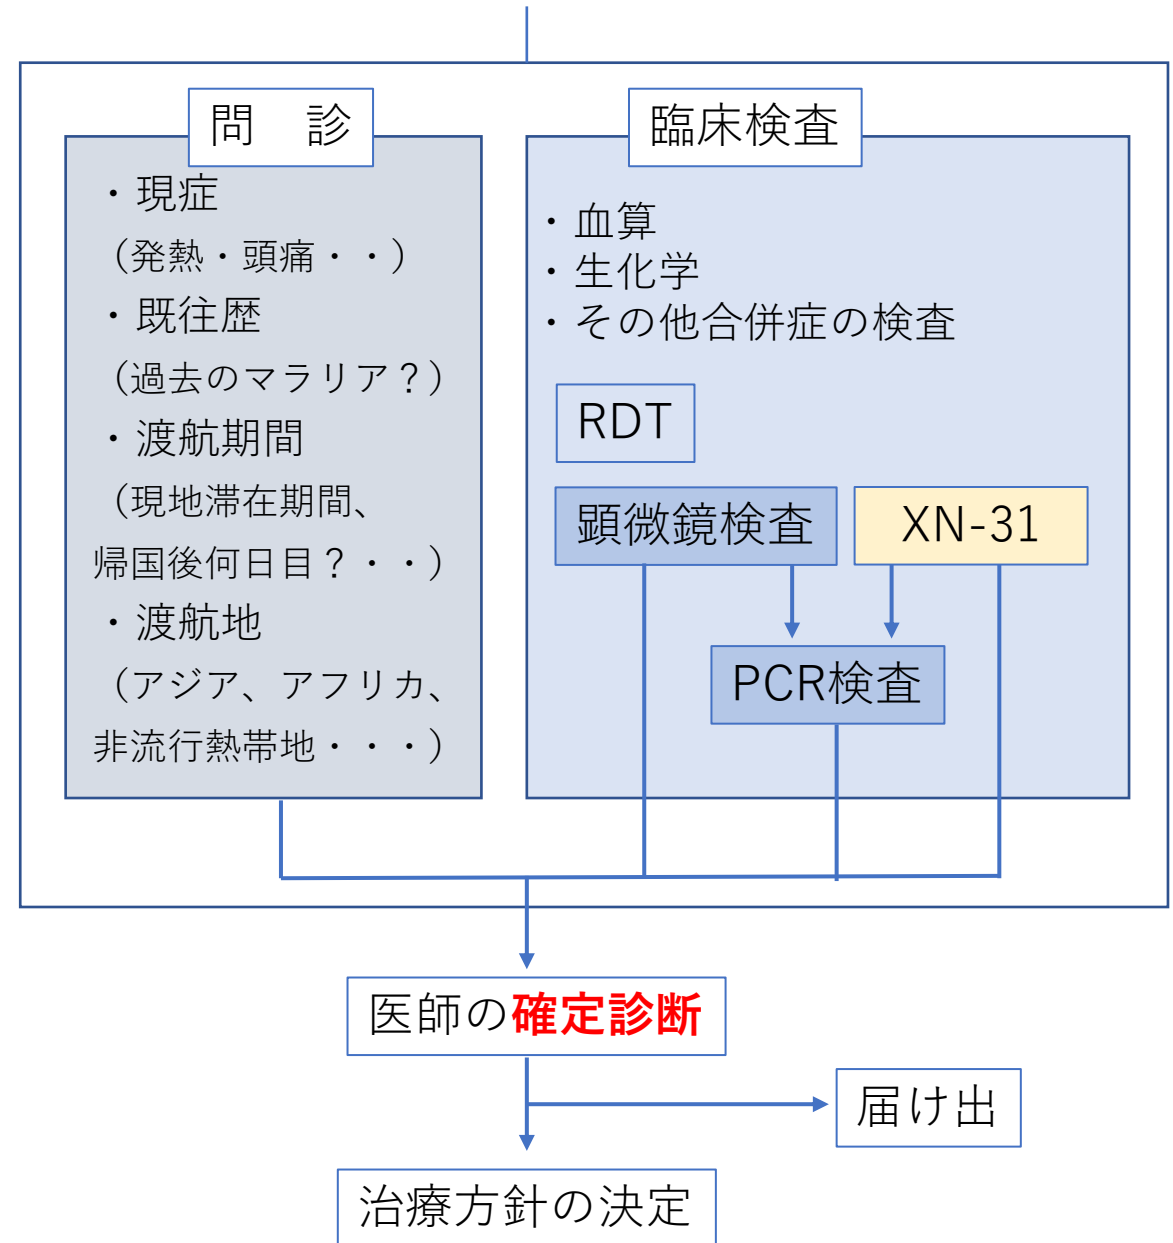 問　診
・現症
（発熱・頭痛・・）
・既往歴
（過去のマラリア？）
・渡航期間
（現地滞在期間、
帰国後何日目？・・）
・渡航地
（アジア、アフリカ、
非流行熱帯地・・・）
臨床検査
・血算
・生化学
・その他合併症の検査
RDT
顕微鏡検査
XN-31
PCR検査
医師の確定診断
届け出
治療方針の決定